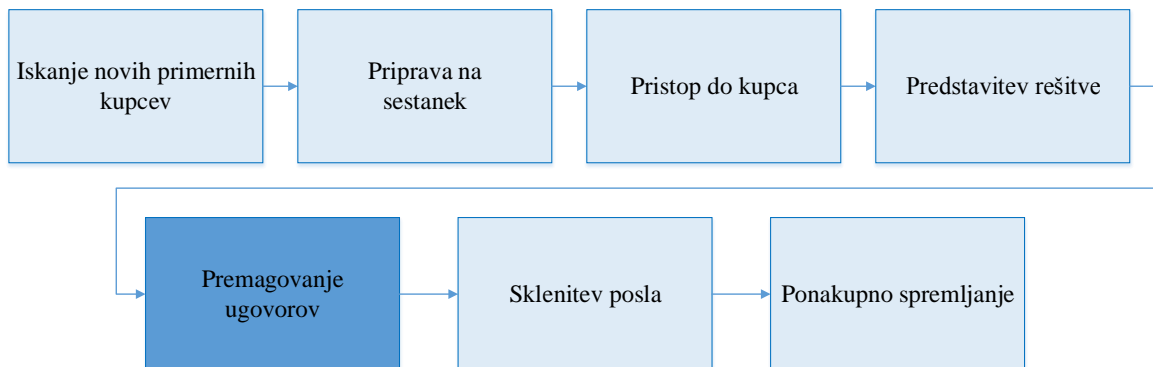 Iskanje novih primernih
kupcev
Priprava na
sestanek
Pristop do kupca
Predstavitev rešitve
Premagovanje
ugovorov
Sklenitev posla
Ponakupno spremljanje